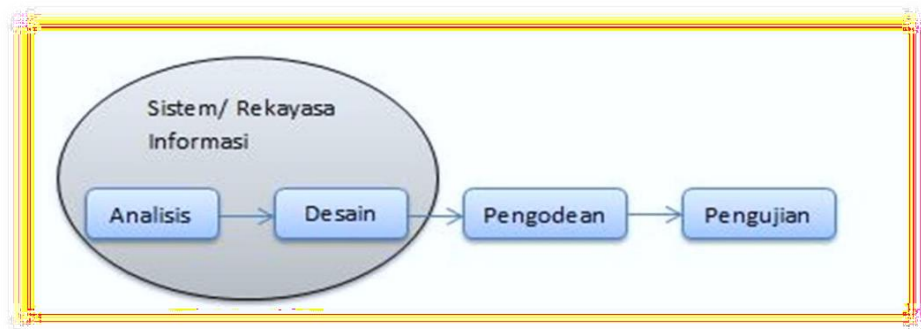 Sistem/ Rekayasa
Informasi
Analisis
Desain
Pengodean
Pengujian